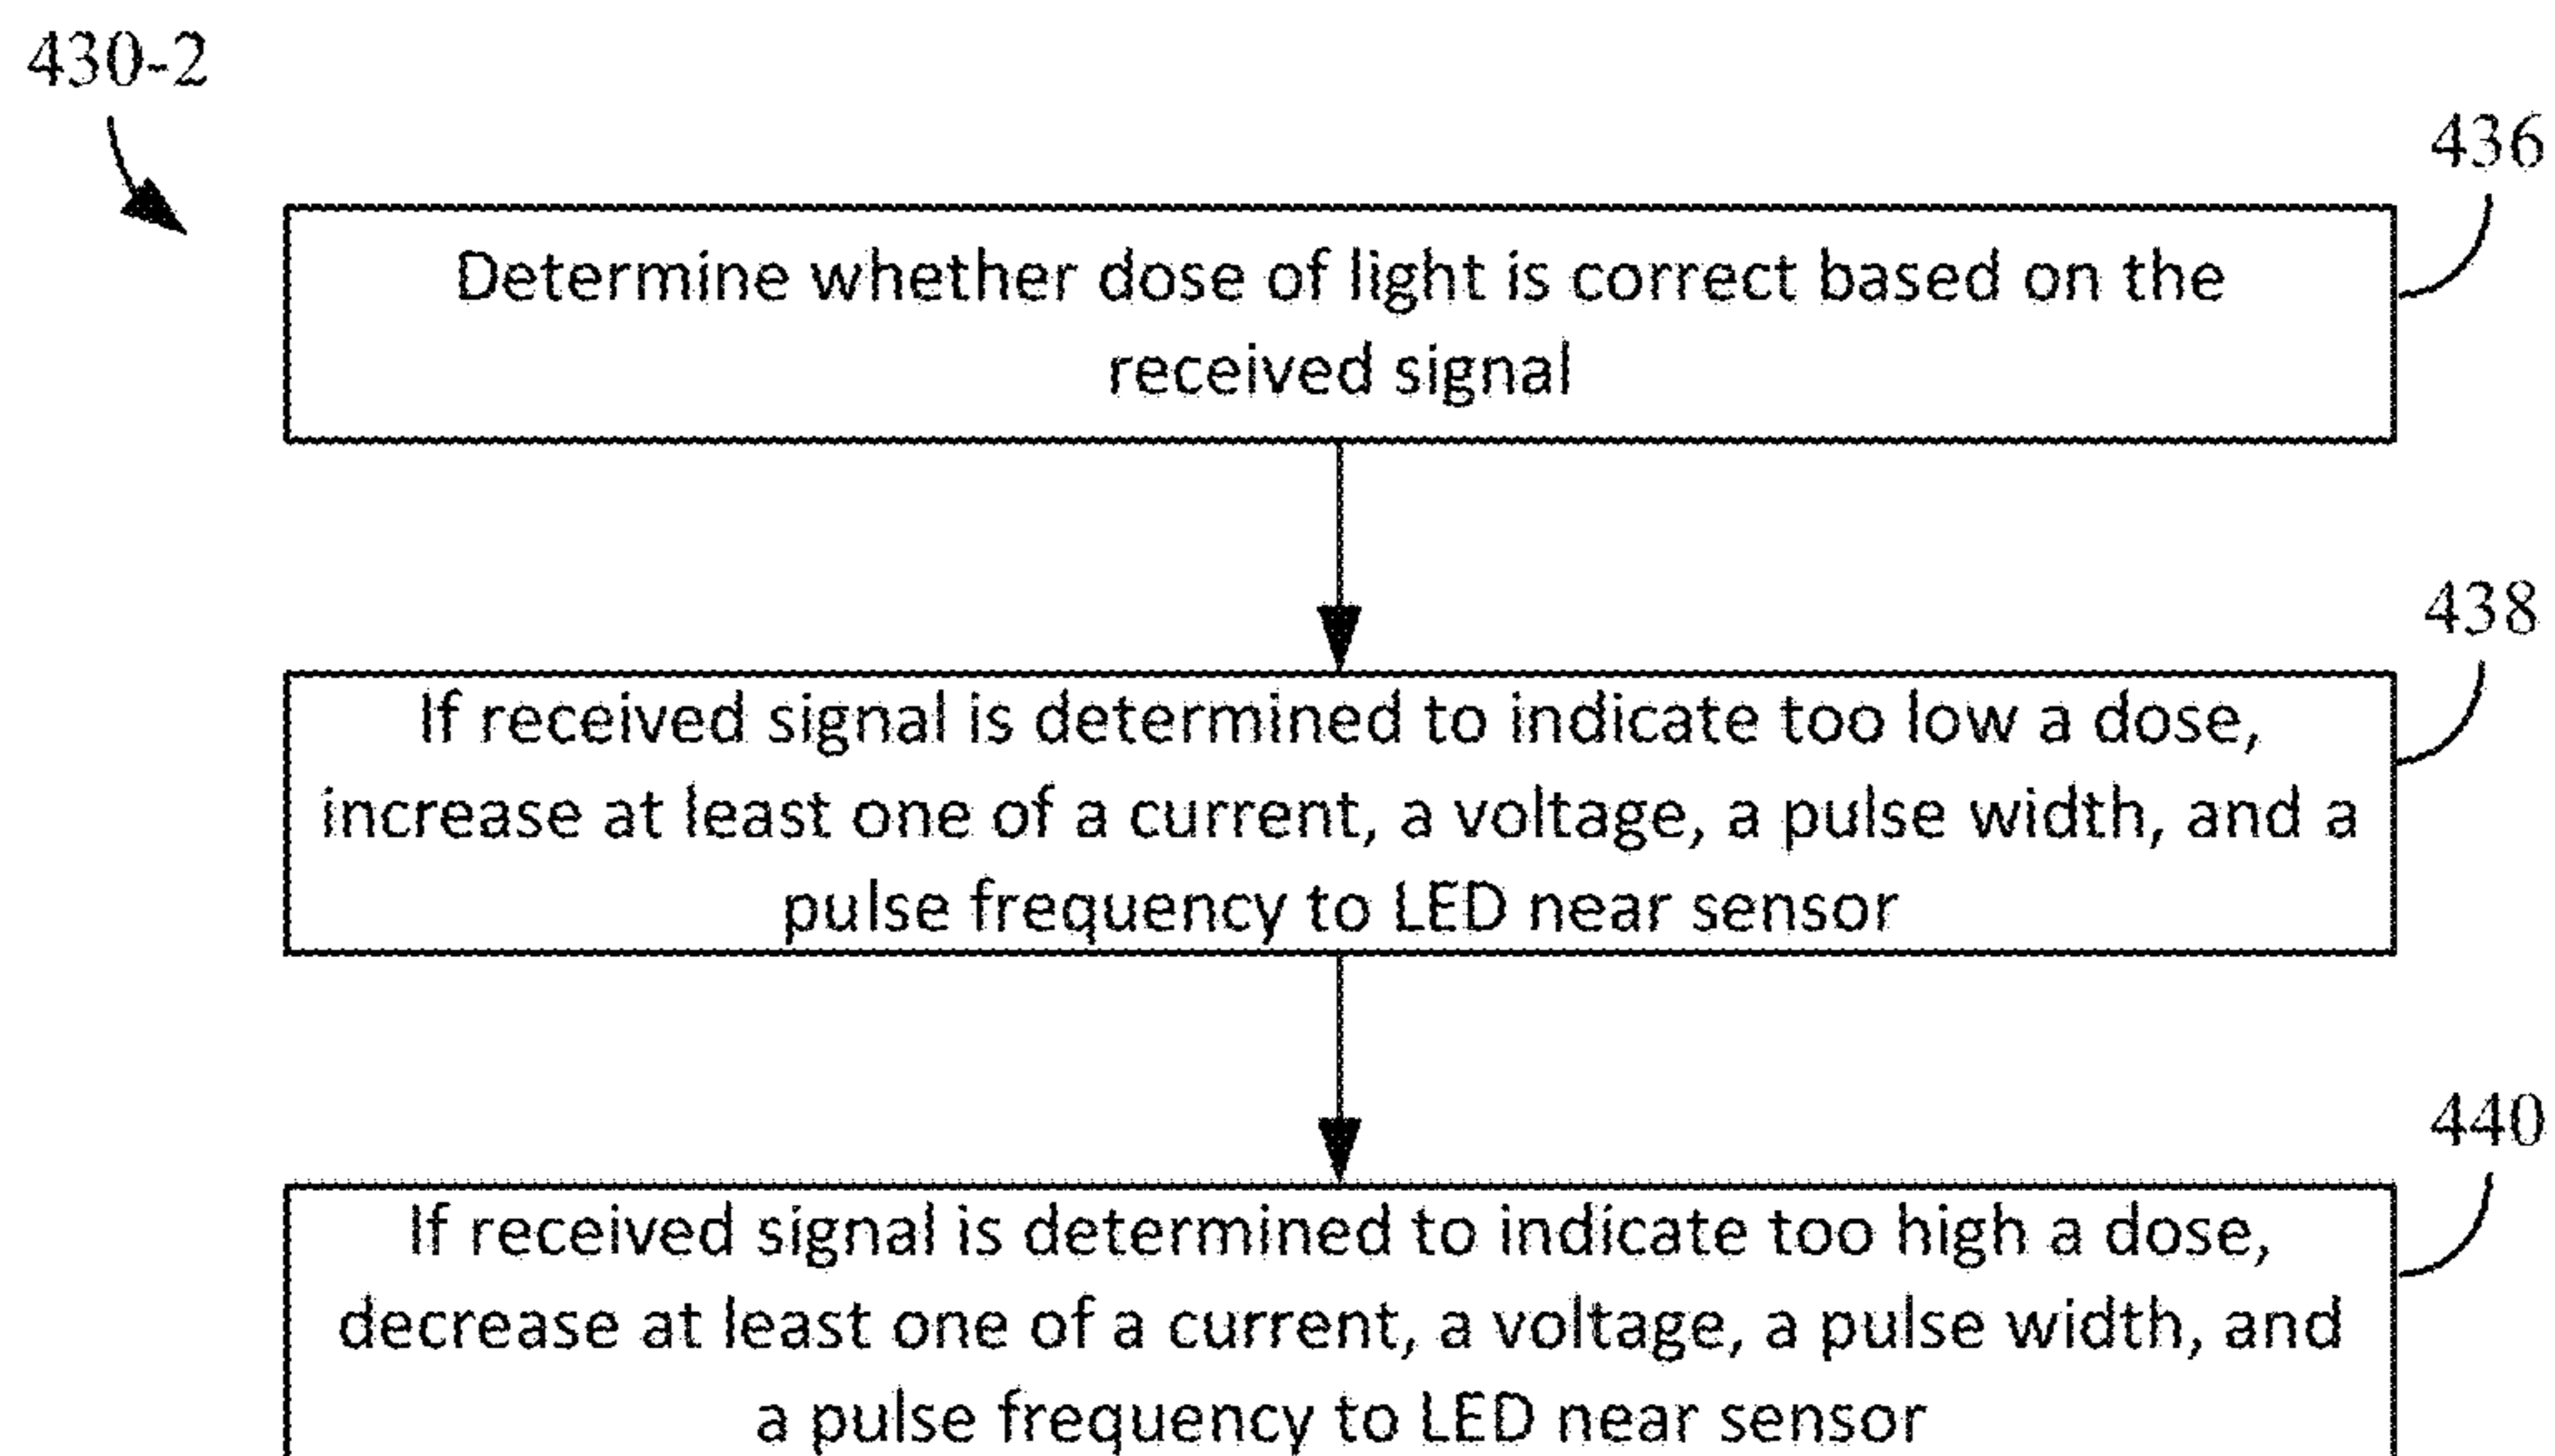 430-2
436
Determine whether dose of light is correct based on the
received signal
438
If received signal is determined to indicate too low a dose,
increase at least one of a current, a voltage, a pulse width, and a
pulse frequency to LED near sensor
440
If received signal is determined to indicate too high a dose,
decrease at least one of a current, a voltage, a pulse width, and
a pulse frequency to LED near sensor